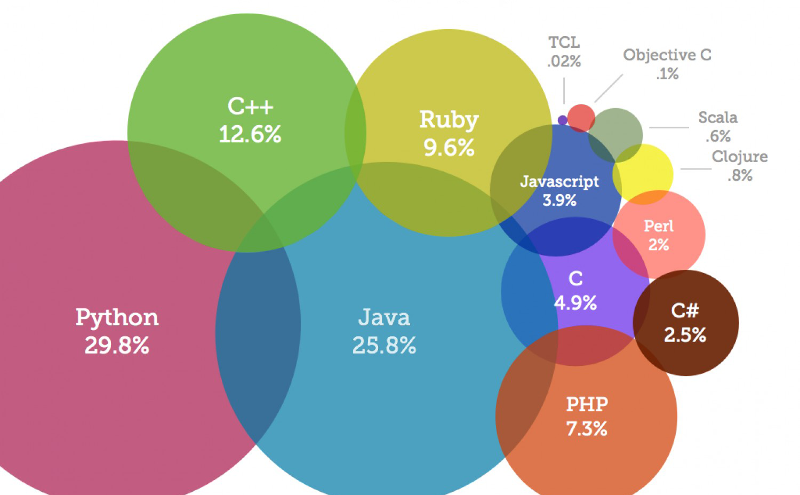 TCL
.02%
Objective C
.1%
C++
12.6%
Ruby
9.6%
Scala
.6%
Clojure
.8%
Javascript
3.9%
Perl
2%
C
4.9%
Python
29.8%
Java
25.8%
C#
2.5%
PHP
7.3%